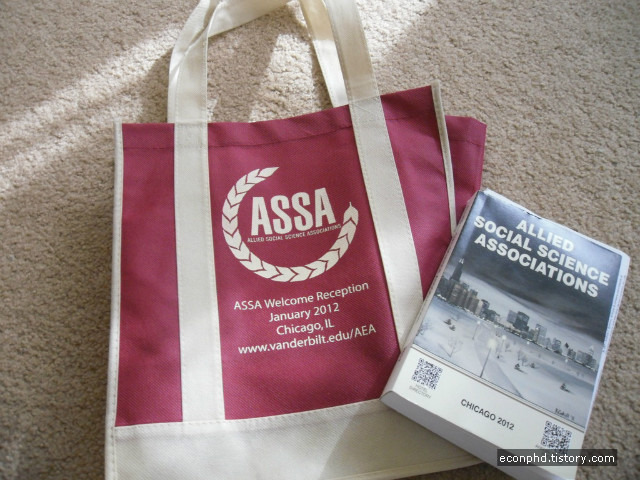 ASSA
ALLIED SOCIAL SCIENCE ASSOCIATIONS
ASSA Welcome Reception
January 2012
Chicago, IL
www.vanderbilt.edu/AEA
ALLIED
SOCIAL SCIENCE
ASSOCIATIONS
CHICAGO 2012
econphd.tistory.com